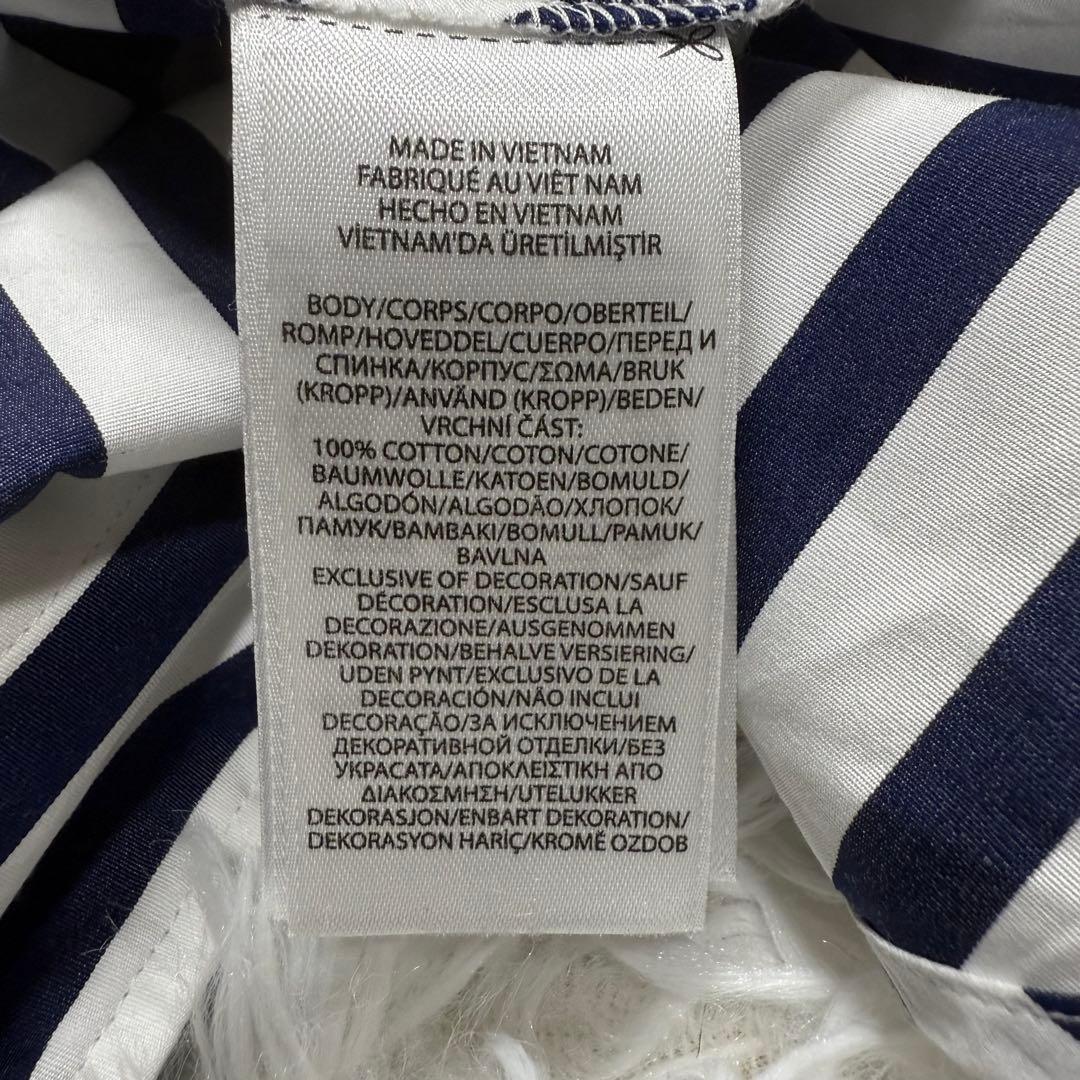 MADE IN VIETNAM
FABRIQUÉ AU VIÊT NAM
HECHO EN VIETNAM
VİETNAM'DA ÜRETİLMİŞTİR
BODY/CORPS/CORPO/OBERTEIL/
ROMP/HOVEDDEL/CUERPO/ПЕРЕД И
СПИНКА/КОРПУС/ΣΩΜΑ/BRUK
(KROPP)/ANVÄND (KROPP)/BEDEN/
VRCHNÍ ČÁST:
100% COTTON/COTON/COTONE/
BAUMWOLLE/KATOEN/BOMULD/
ALGODÓN/ALGODÃO/ХЛОПОК/
ПАМУК/ΒΑΜΒΑΚΙ/BOMULL/PAMUK/
BAVLNA
EXCLUSIVE OF DECORATION/SAUF
DÉCORATION/ESCLUSA LA
DECORAZIONE/AUSGENOMMEN
DEKORATION/BEHALVE VERSIERING/
UDEN PYNT/EXCLUSIVO DE LA
DECORACIÓN/NÃO INCLUI
DECORAÇÃO/ЗА ИСКЛЮЧЕНИЕМ
ДЕКОРАТИВНОЙ ОТДЕЛКИ/БЕЗ
УКРАСАТА/ΑΠΟΚΛΕΙΣΤΙΚΗ ΑΠΟ
ΔΙΑΚΟΣΜΗΣΗ/UTELUKKER
DEKORASJON/ENBART DEKORATION/
DEKORASYON HARİÇ/KROMĚ OZDOB